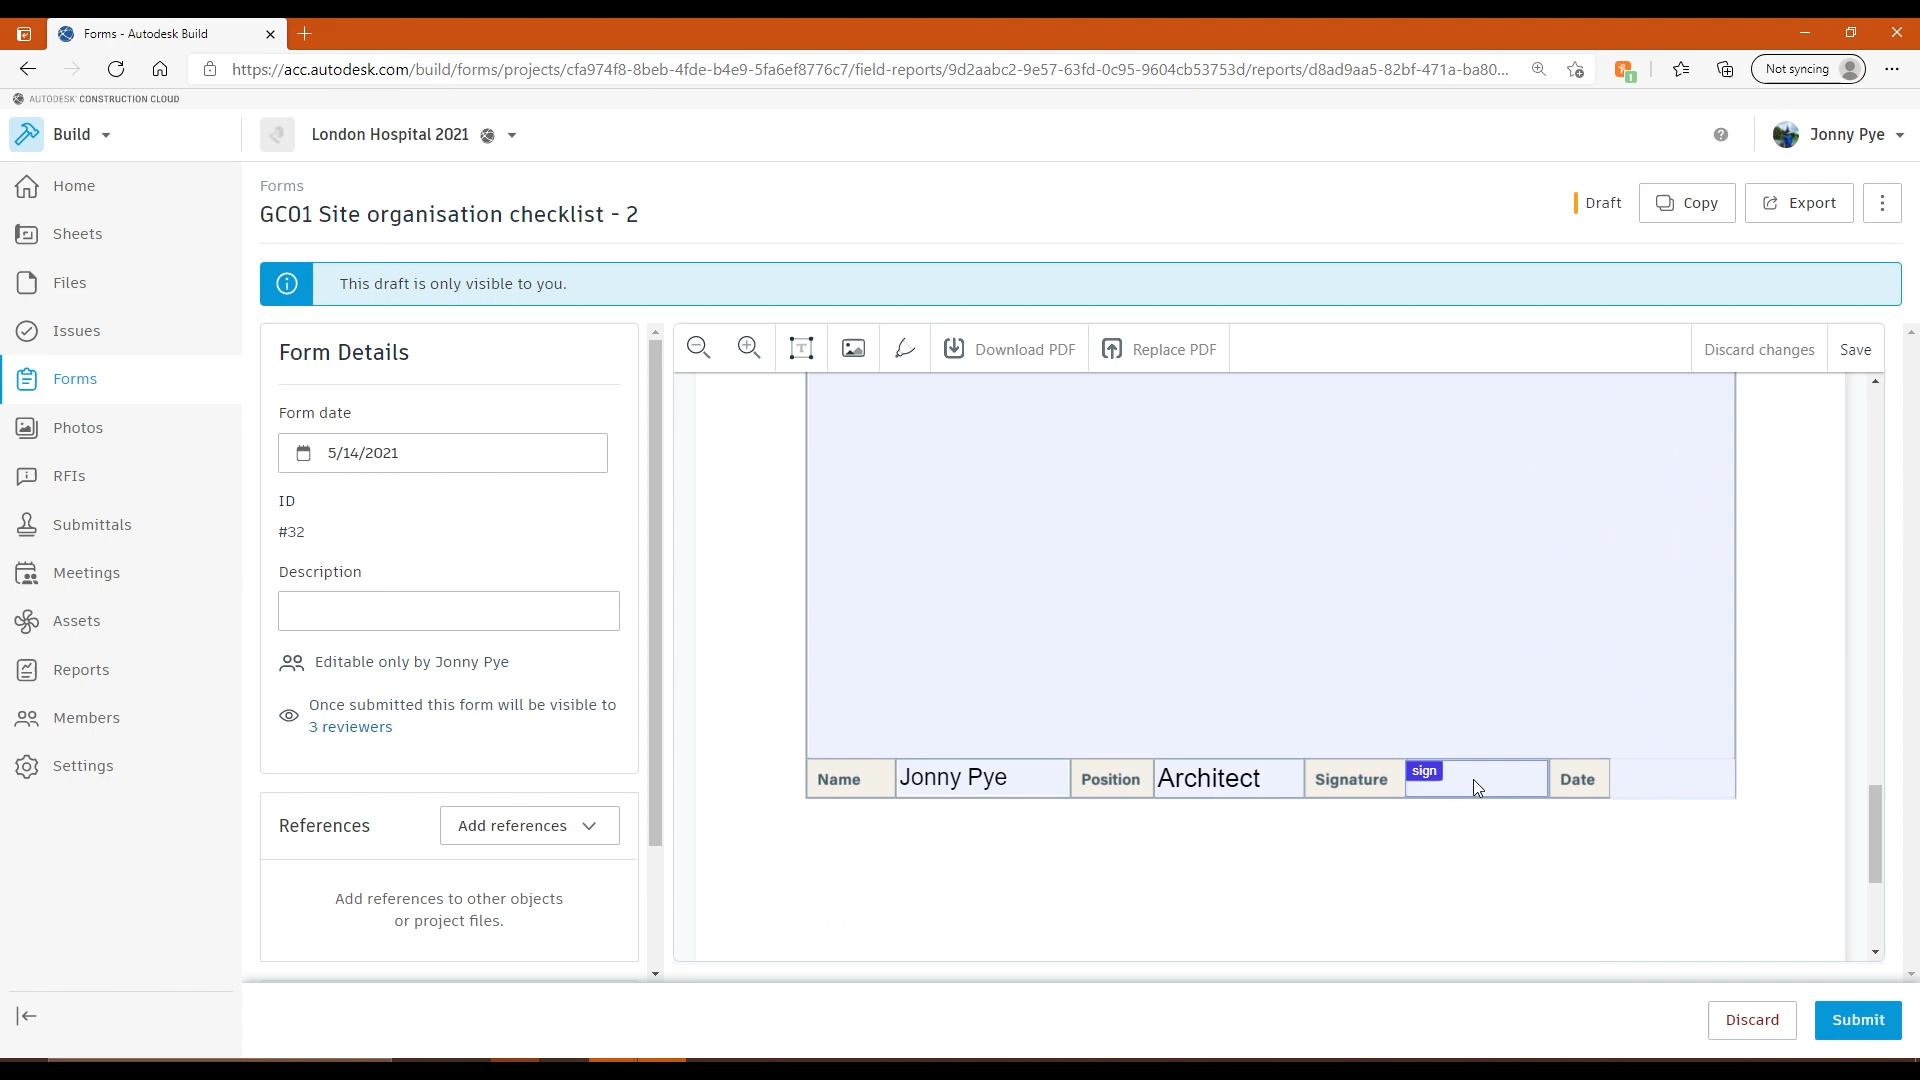 Forms - Autodesk Build
https://acc.autodesk.com/build/forms/projects/cfa974f8-8beb-4fde-b4e9-5fa6ef8776c7/field-reports/9d2aabc2-9e57-63fd-0c95-9604cb53753d/reports/d8ad9aa5-82bf-471a-ba80...
1
Not syncing
AUTODESK CONSTRUCTION CLOUD
Build
London Hospital 2021
Jonny Pye
Home
Sheets
Files
Issues
Forms
Photos
RFIs
Submittals
Meetings
Assets
Reports
Members
Settings
Forms
GC01 Site organisation checklist - 2
Draft
Copy
Export
This draft is only visible to you.
Form Details
Form date
5/14/2021
ID
#32
Description
Editable only by Jonny Pye
Once submitted this form will be visible to
3 reviewers
References
Add references
Add references to other objects
or project files.
T
Download PDF
Replace PDF
Discard changes
Save
Name
Jonny Pye
Position
Architect
Signature
sign
Date
Discard
Submit